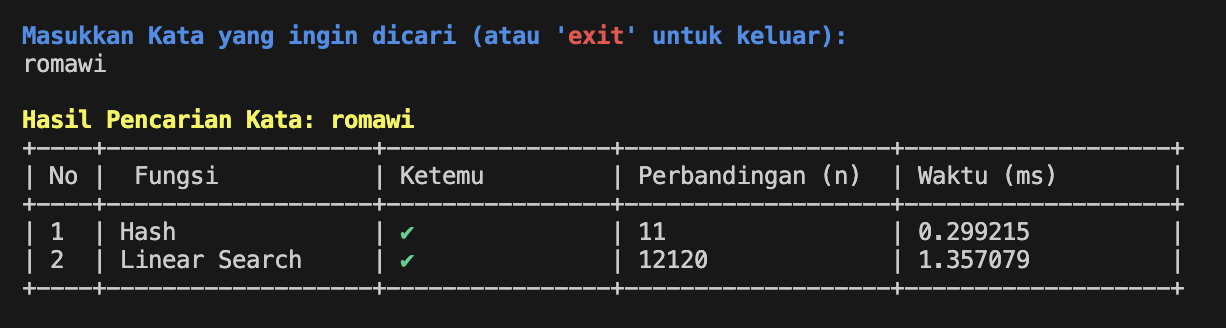 Masukkan Kata yang ingin dicari (atau 'exit' untuk keluar):
romawi
Hasil Pencarian Kata: romawi
No | Fungsi | Ketemu | Perbandingan (n) | Waktu (ms)
1 | Hash | ✔ | 11 | 0.299215
2 | Linear Search | ✔ | 12120 | 1.357079